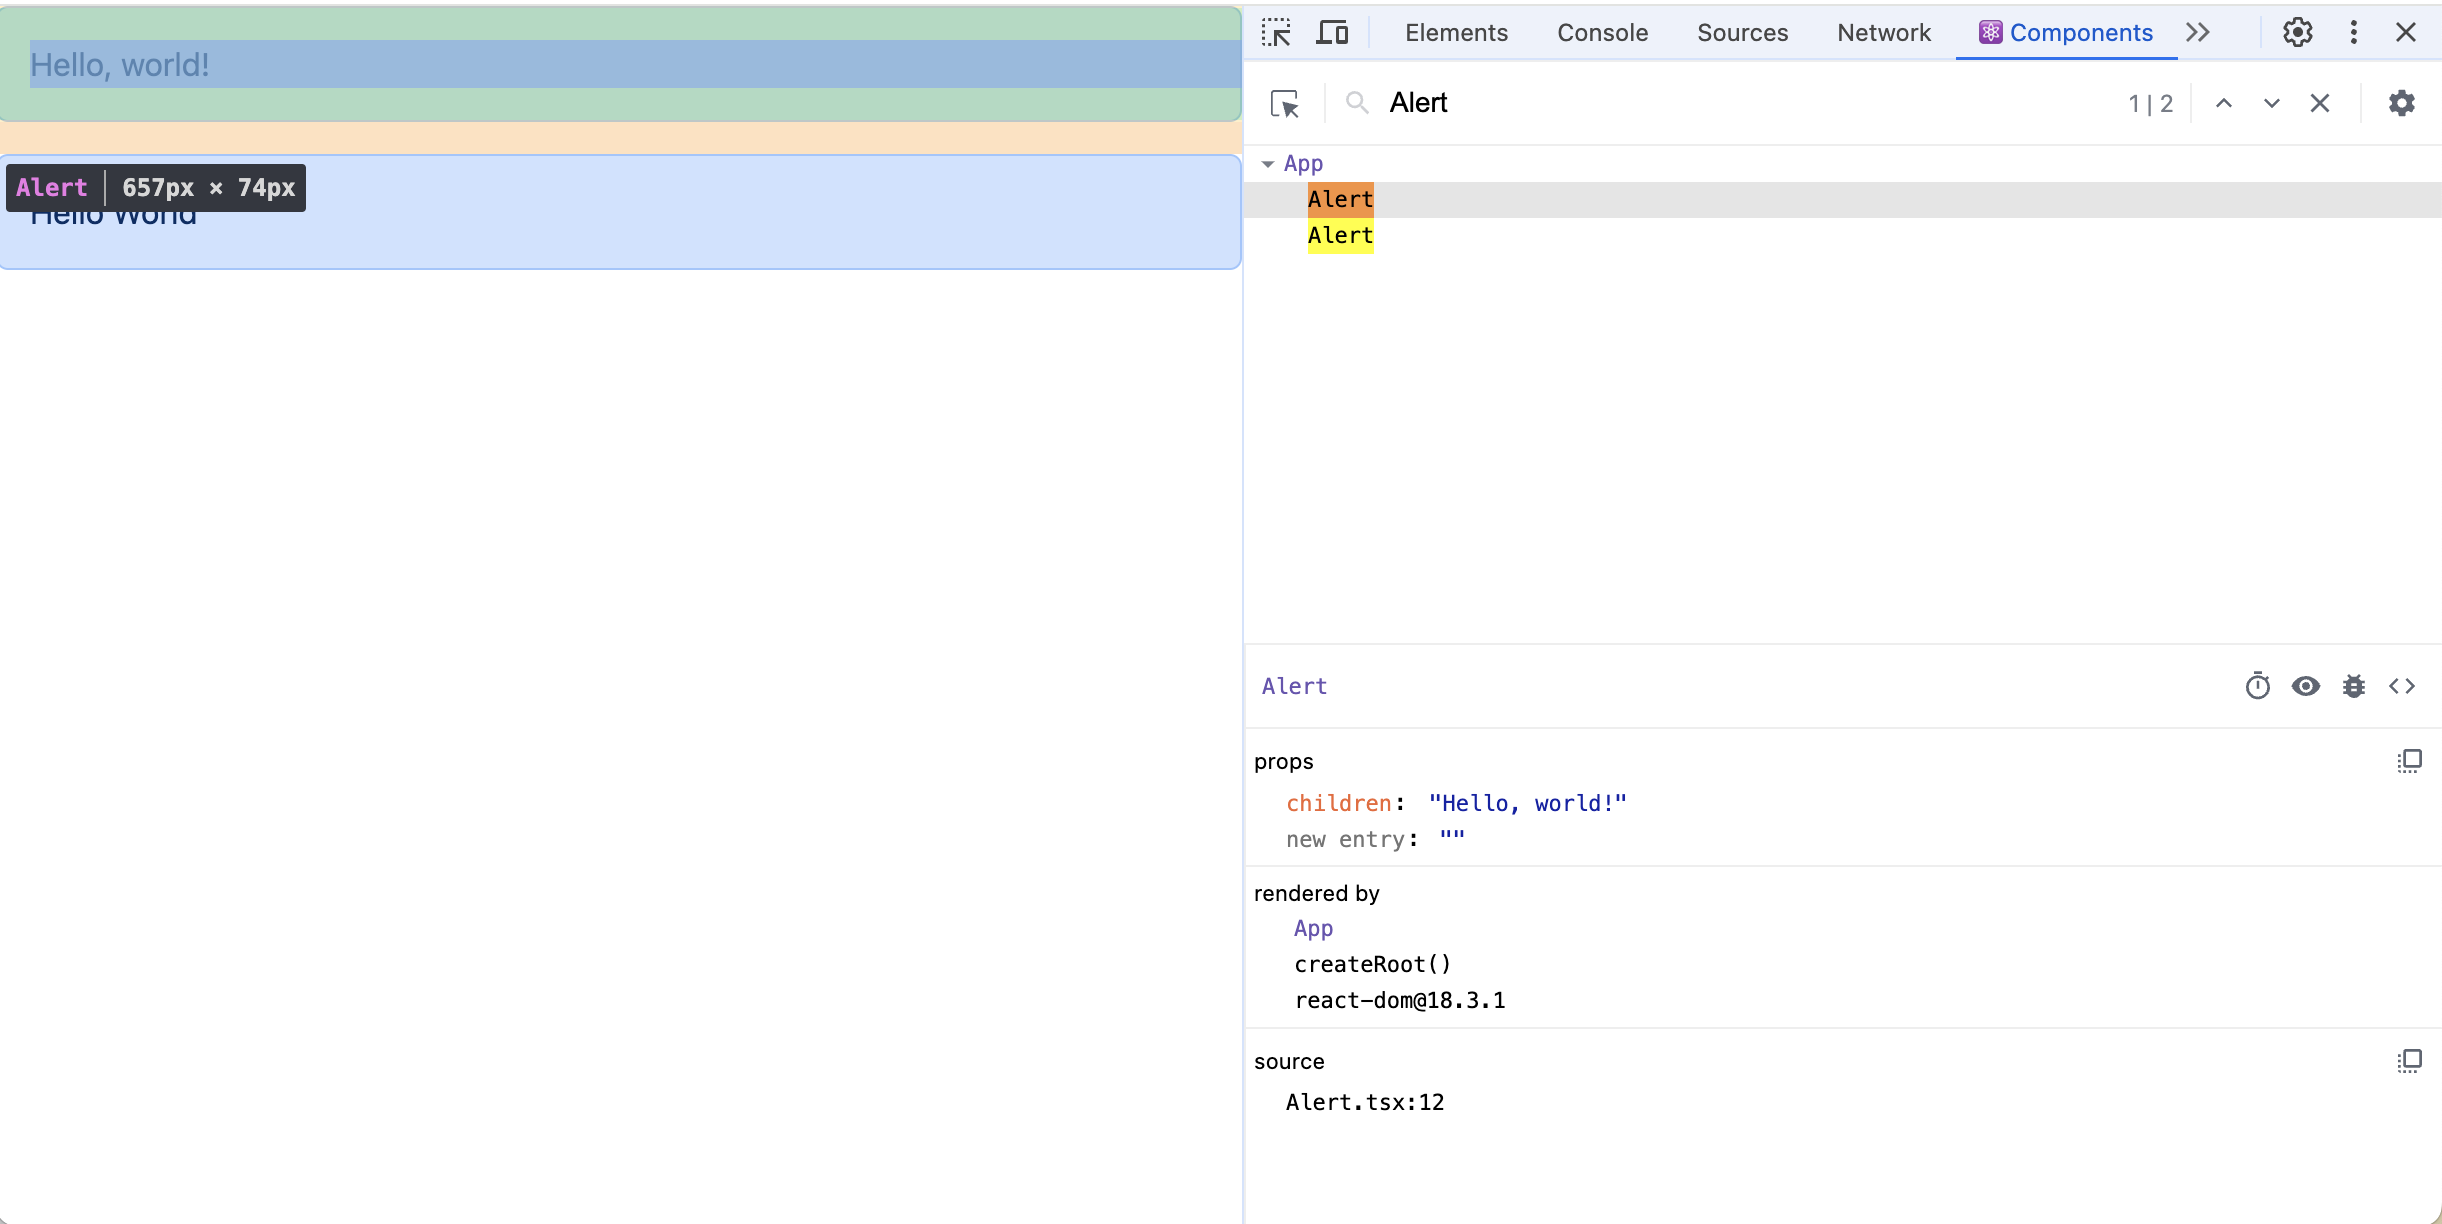 Hello, world!
Alert 657px × 74px
Hello World
Elements Console Sources Network Components
Alert 1 | 2
App
Alert
Alert
Alert
props
children: "Hello, world!"
new entry: ""
rendered by
App
createRoot()
react-dom@18.3.1
source
Alert.tsx:12